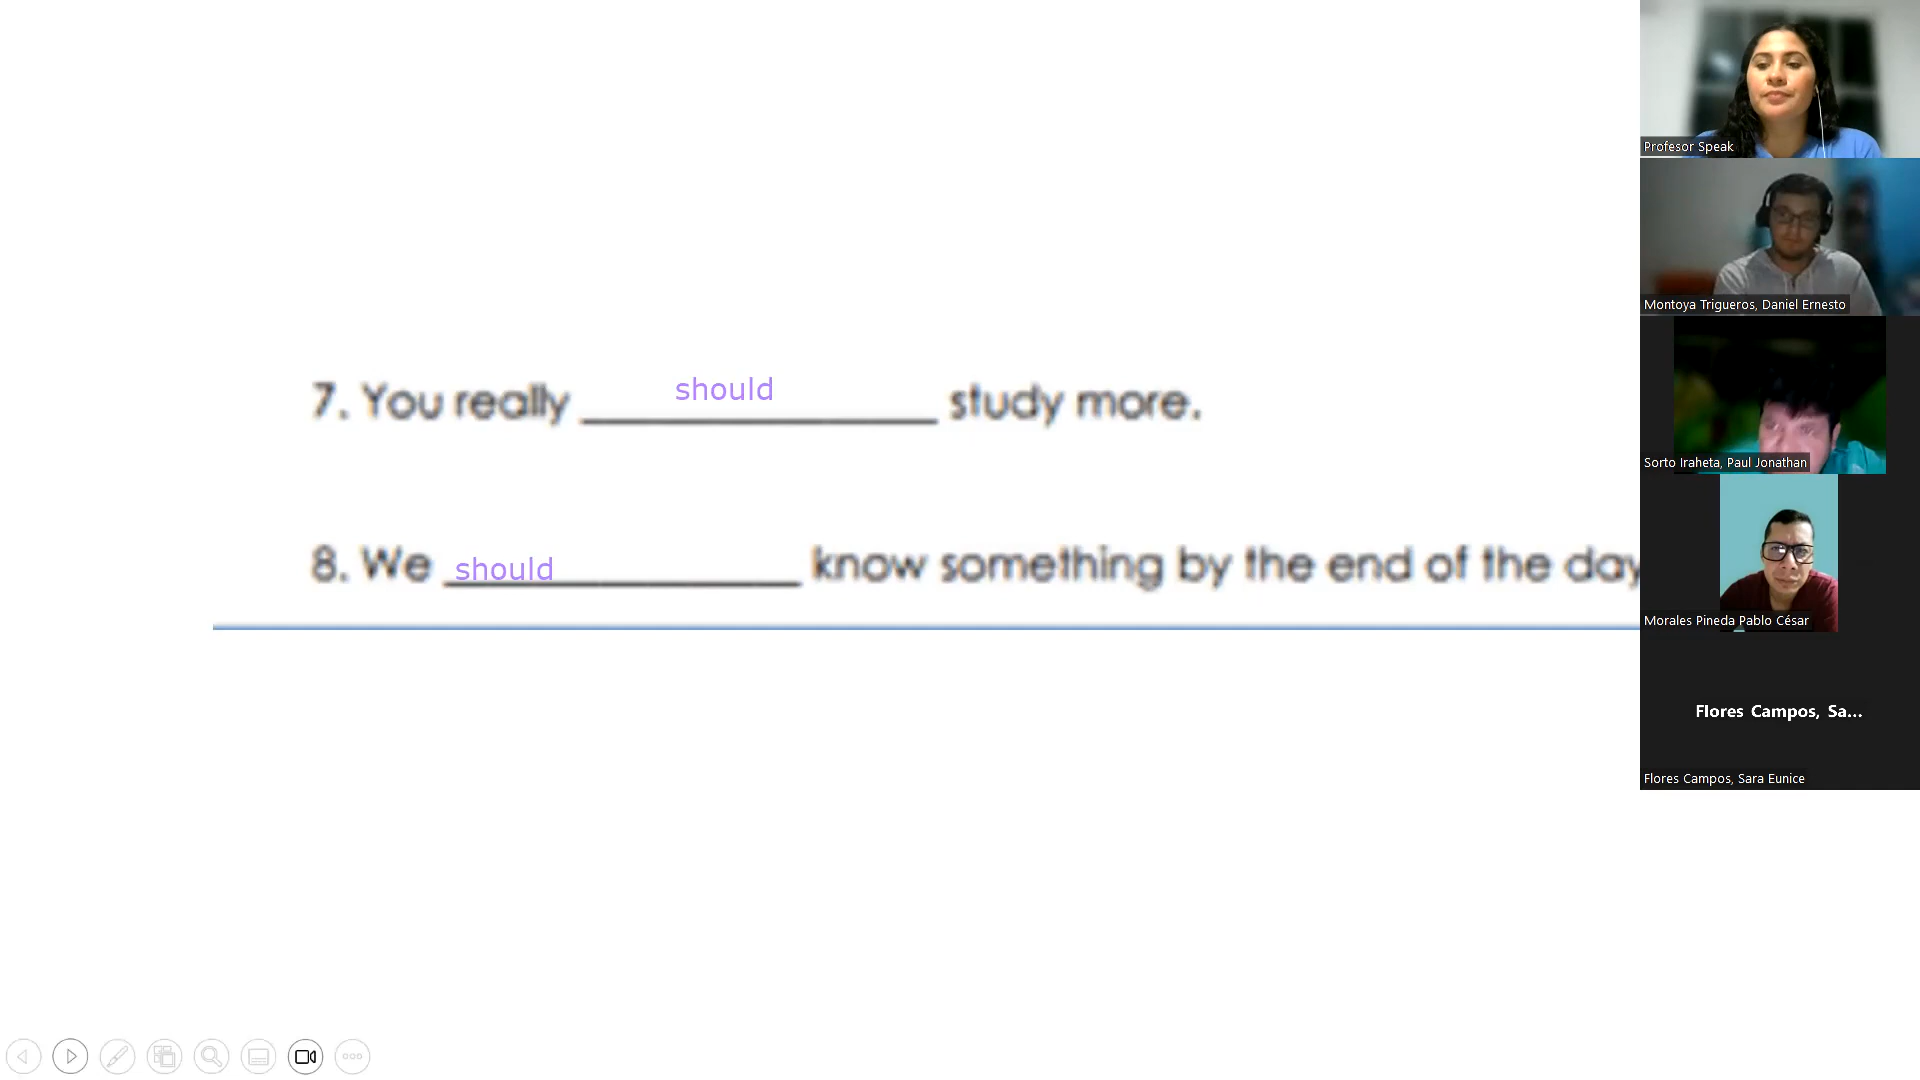 7. You really should study more.
8. We should know something by the end of the day
Profesor Speak
Montoya Trigueros, Daniel Ernesto
Sorto Iraheta, Paul Jonathan
Morales Pineda Pablo César
Flores Campos, Sa...
Flores Campos, Sara Eunice